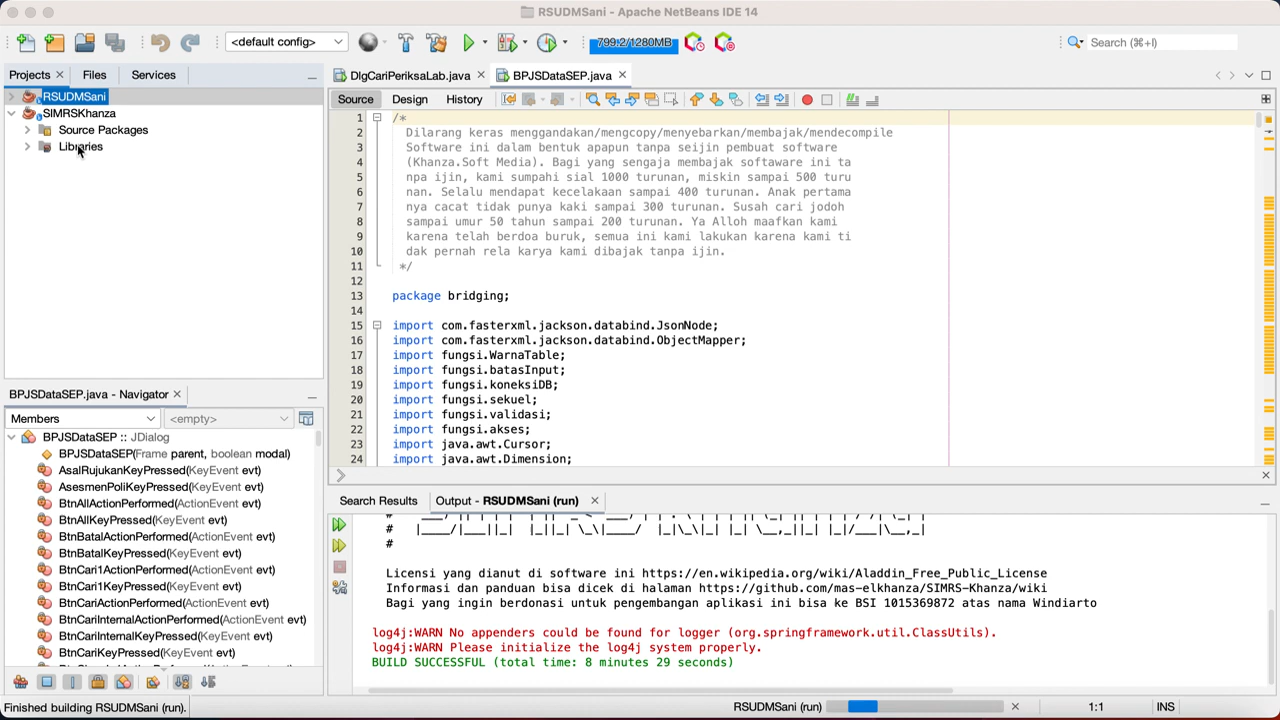 RSUDMSani - Apache NetBeans IDE 14
<default config>
799.2/1280MB
Search (⌘+I)
Projects
Files
Services
DlgCariPeriksaLab.java
BPJSDataSEP.java
Source
Design
History
RSUDMSani
SIMRSKhanza
Source Packages
Libraries
1 /*
2 Dilarang keras menggandakan/mengcopy/menyebarkan/membajak/mendecompile
3 Software ini dalam bentuk apapun tanpa seijin pembuat software
4 (Khanza.Soft Media). Bagi yang sengaja membajak softaware ini ta
5 npa ijin, kami sumpahi sial 1000 turunan, miskin sampai 500 turu
6 nan. Selalu mendapat kecelakaan sampai 400 turunan. Anak pertama
7 nya cacat tidak punya kaki sampai 300 turunan. Susah cari jodoh
8 sampai umur 50 tahun sampai 200 turunan. Ya Alloh maafkan kami
9 karena telah berdoa buruk, semua ini kami lakukan karena kami ti
10 dak pernah rela karya kami dibajak tanpa ijin.
11 */
12
13 package bridging;
14
15 import com.fasterxml.jackson.databind.JsonNode;
16 import com.fasterxml.jackson.databind.ObjectMapper;
17 import fungsi.WarnaTable;
18 import fungsi.batasInput;
19 import fungsi.koneksiDB;
20 import fungsi.sekuel;
21 import fungsi.validasi;
22 import fungsi.akses;
23 import java.awt.Cursor;
24 import java.awt.Dimension;
BPJSDataSEP.java - Navigator
Members
<empty>
BPJSDataSEP :: JDialog
BPJSDataSEP(Frame parent, boolean modal)
AsalRujukanKeyPressed(KeyEvent evt)
AsesmenPoliKeyPressed(KeyEvent evt)
BtnAllActionPerformed(ActionEvent evt)
BtnAllKeyPressed(KeyEvent evt)
BtnBatalActionPerformed(ActionEvent evt)
BtnBatalKeyPressed(KeyEvent evt)
BtnCari1ActionPerformed(ActionEvent evt)
BtnCari1KeyPressed(KeyEvent evt)
BtnCariActionPerformed(ActionEvent evt)
BtnCariInternalActionPerformed(ActionEvent evt)
BtnCariInternalKeyPressed(KeyEvent evt)
BtnCariKeyPressed(KeyEvent evt)
Search Results
Output - RSUDMSani (run)
#
#
Licensi yang dianut di software ini https://en.wikipedia.org/wiki/Aladdin_Free_Public_License
Informasi dan panduan bisa dicek di halaman https://github.com/mas-elkhanza/SIMRS-Khanza/wiki
Bagi yang ingin berdonasi untuk pengembangan aplikasi ini bisa ke BSI 1015369872 atas nama Windiarto
log4j:WARN No appenders could be found for logger (org.springframework.util.ClassUtils).
log4j:WARN Please initialize the log4j system properly.
BUILD SUCCESSFUL (total time: 8 minutes 29 seconds)
Finished building RSUDMSani (run).
RSUDMSani (run)
1:1
INS